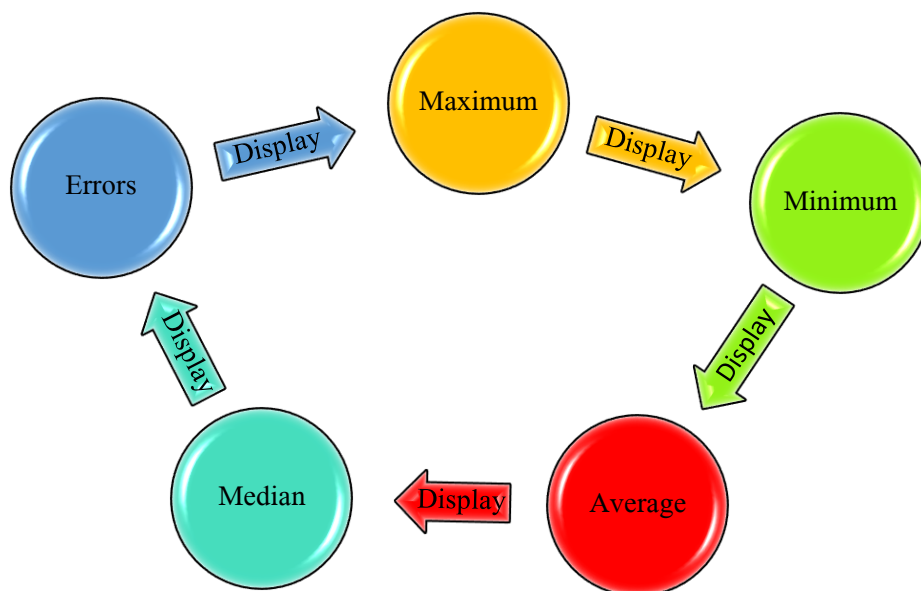 Maximum
Display
Minimum
Display
Average
Display
Median
Display
Errors
Display